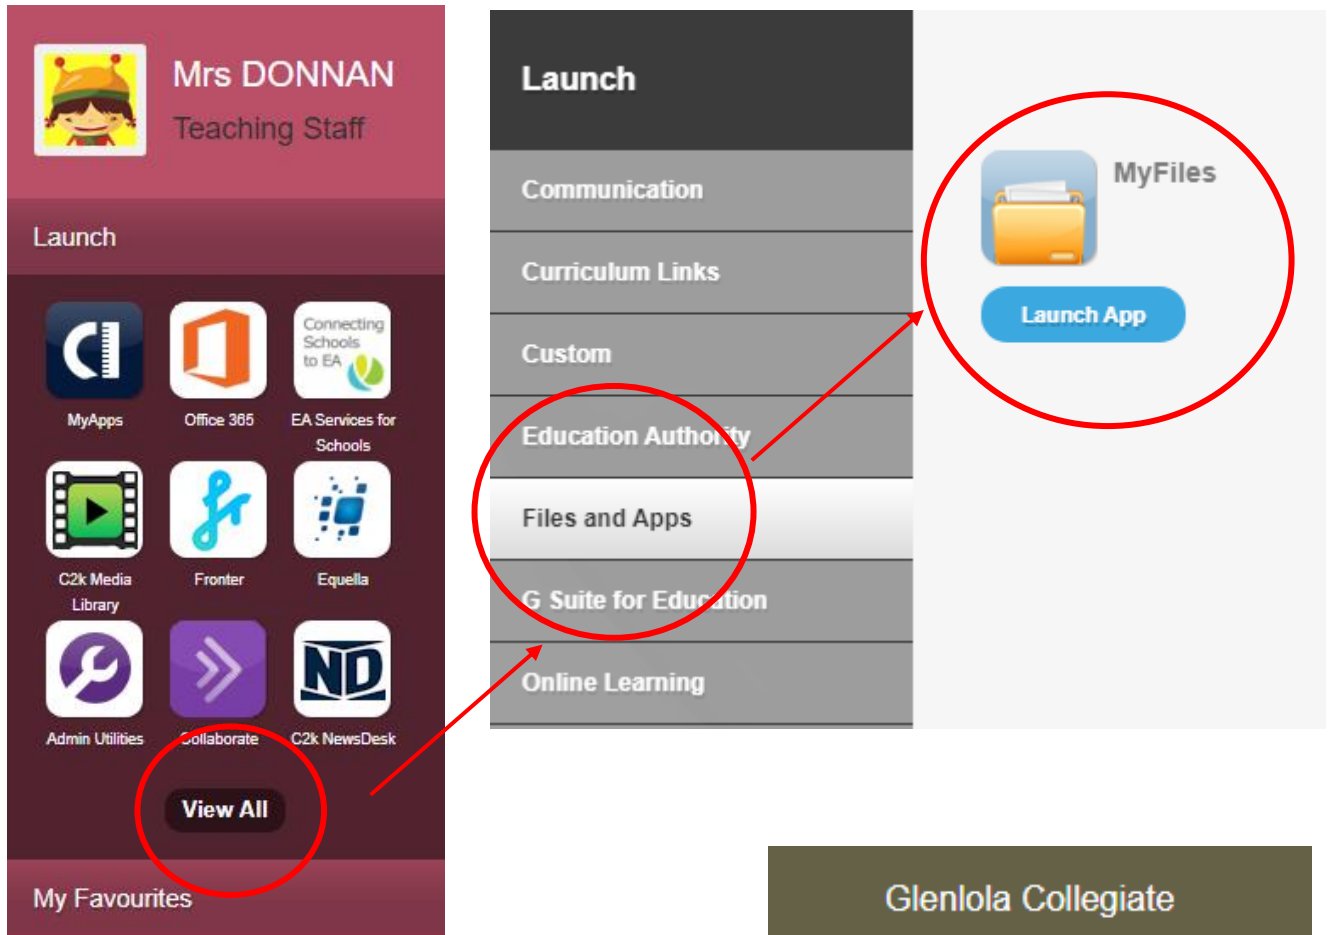 Mrs DONNAN
Teaching Staff
Launch
Connecting
Schools
to EA
MyApps
Office 365
EA Services for
Schools
C2k Media
Library
Fronter
Equella
ND
Admin Utilities
Collaborate
C2k NewsDesk
View All
My Favourites
Launch
Communication
Curriculum Links
Custom
Education Authority
Files and Apps
G Suite for Education
Online Learning
MyFiles
Launch App
Glenlola Collegiate